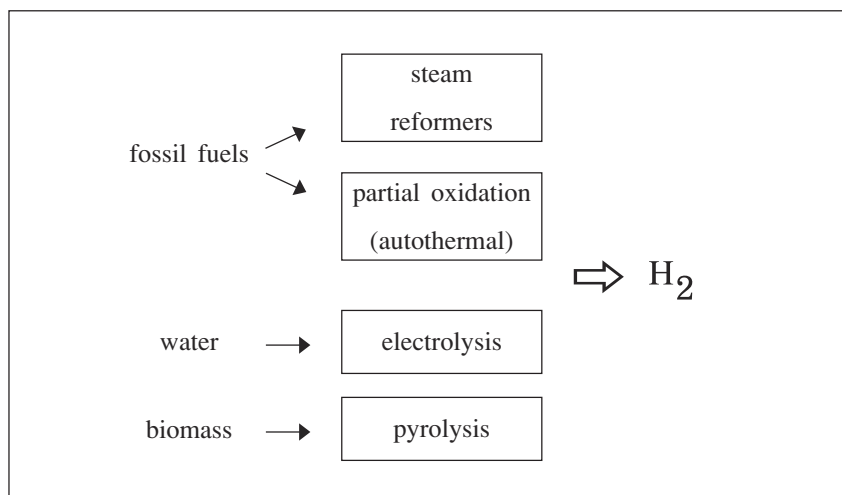 steam
reformers
fossil fuels
partial oxidation
(autothermal)
H2
water
electrolysis
biomass
pyrolysis